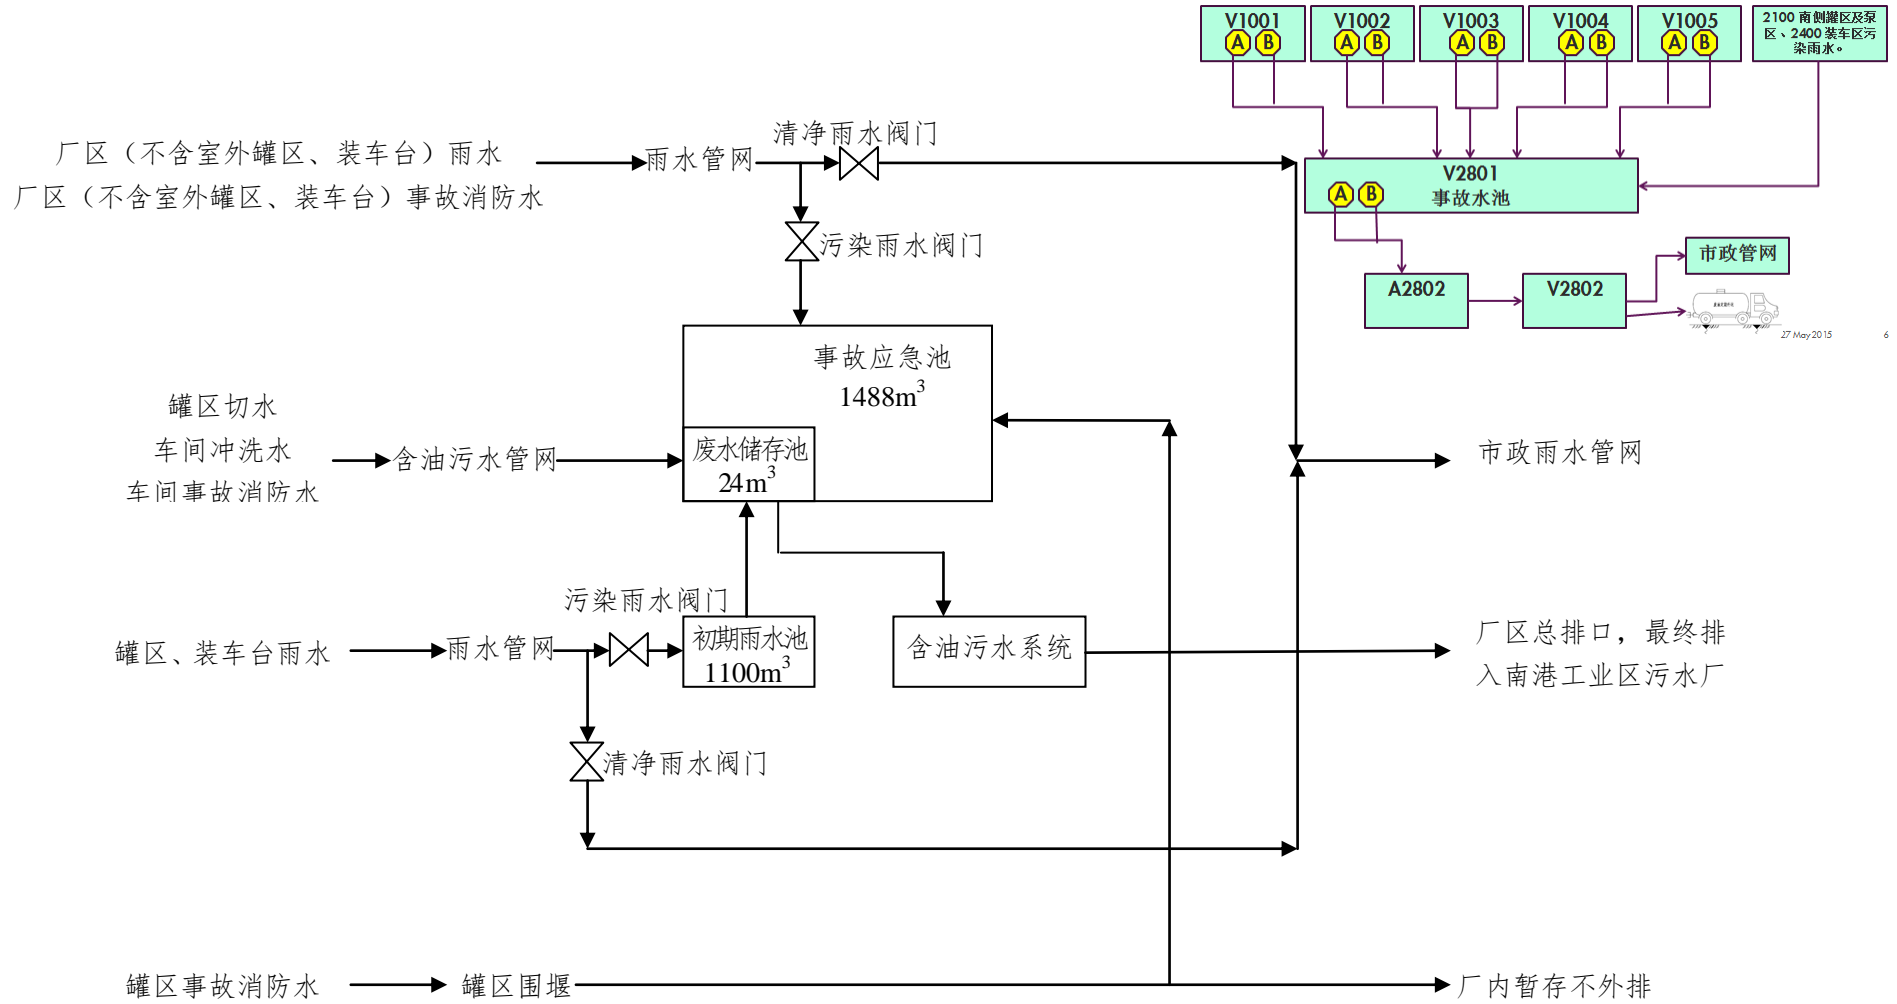 V1001
A B
V1002
A B
V1003
A B
V1004
A B
V1005
A B
2100 南侧罐区及泵
区、2400 装车区污
染雨水。
V2801
事故水池
A B
A2802
V2802
市政管网
27 May 2015
6
厂区（不含室外罐区、装车台）雨水
厂区（不含室外罐区、装车台）事故消防水
雨水管网
清净雨水阀门
污染雨水阀门
事故应急池
1488m³
罐区切水
车间冲洗水
车间事故消防水
含油污水管网
废水储存池
24m³
市政雨水管网
罐区、装车台雨水
雨水管网
污染雨水阀门
初期雨水池
1100m³
含油污水系统
厂区总排口，最终排
入南港工业区污水厂
清净雨水阀门
罐区事故消防水
罐区围堰
厂内暂存不外排